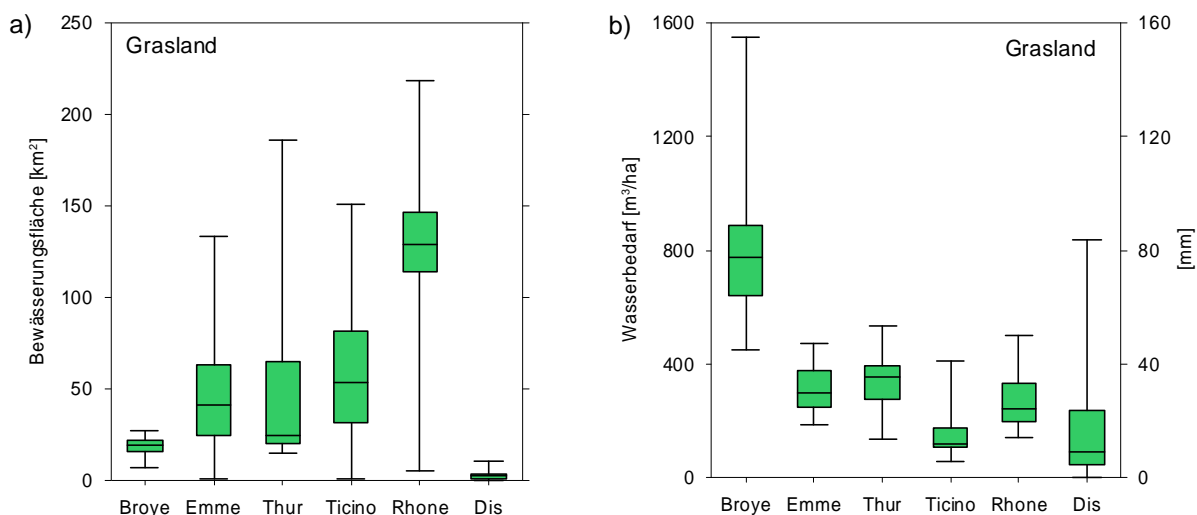 a)
Grasland
Bewässerungsfläche [km²]
250
200
150
100
50
0
Broye Emme Thur Ticino Rhone Dis
b)
Grasland
Wasserbedarf [m³/ha]
1600
1200
800
400
0
160
120
80
40
0
[mm]
Broye Emme Thur Ticino Rhone Dis